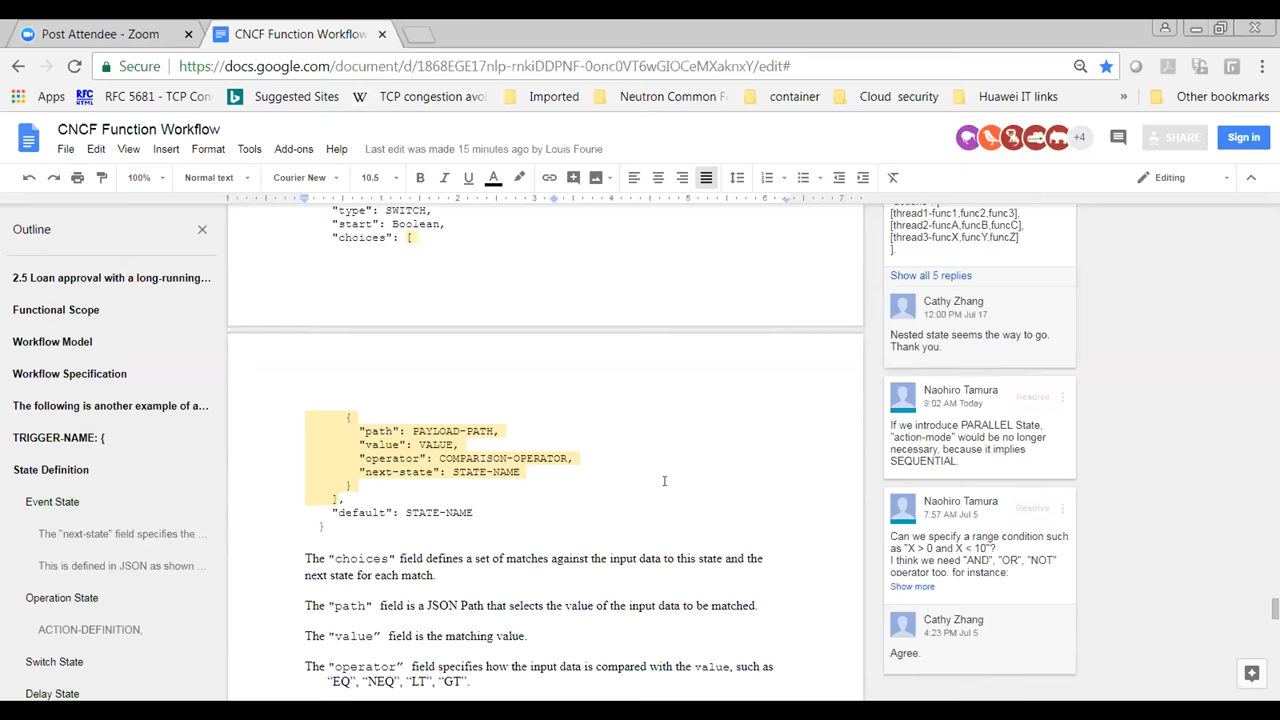 Post Attendee - Zoom
CNCF Function Workflow
Secure
https://docs.google.com/document/d/1868EGE17nlp-rnkiDDPNF-0onc0VT6wGIOCeMXaknxY/edit#
Apps
RFC 5681 - TCP Con
Suggested Sites
TCP congestion avo
Imported
Neutron Common F
container
Cloud security
Huawei IT links
»
Other bookmarks
CNCF Function Workflow
File Edit View Insert Format Tools Add-ons Help
Last edit was made 15 minutes ago by Louis Fourie
+4
SHARE
Sign in
100%
Normal text
Courier New
10.5
B I U A
Editing
1 2 3 4 5 6 7
Outline
2.5 Loan approval with a long-running...
Functional Scope
Workflow Model
Workflow Specification
The following is another example of a...
TRIGGER-NAME: {
State Definition
Event State
The "next-state" field specifies the ...
This is defined in JSON as shown ...
Operation State
ACTION-DEFINITION,
Switch State
Delay State
"type": SWITCH,
"start": Boolean,
"choices": [
{
"path": PAYLOAD-PATH,
"value": VALUE,
"operator": COMPARISON-OPERATOR,
"next-state": STATE-NAME
}
],
"default": STATE-NAME
}
The "choices" field defines a set of matches against the input data to this state and the
next state for each match.
The "path" field is a JSON Path that selects the value of the input data to be matched.
The "value” field is the matching value.
The "operator” field specifies how the input data is compared with the value, such as
“EQ”, “NEQ”, “LT”, “GT”.
[thread1-func1,func2,func3],
[thread2-funcA,funcB,funcC],
[thread3-funcX,funcY,funcZ]
].
Show all 5 replies
Cathy Zhang
12:00 PM Jul 17
Nested state seems the way to go.
Thank you.
Naohiro Tamura
Resolve
9:02 AM Today
If we introduce PARALLEL State,
"action-mode" would be no longer
necessary, because it implies
SEQUENTIAL.
Naohiro Tamura
Resolve
7:57 AM Jul 5
Can we specify a range condition such
as "X > 0 and X < 10"?
I think we need "AND", "OR", "NOT"
operator too. for instance:
Show more
Cathy Zhang
4:23 PM Jul 5
Agree.